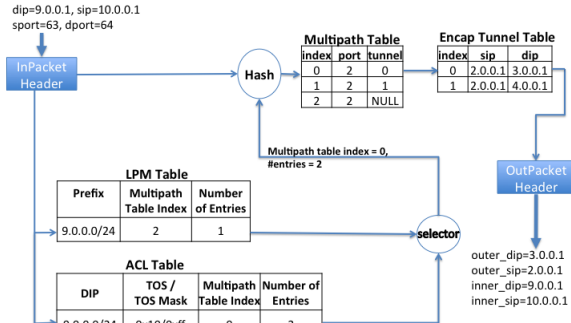 dip=9.0.0.1, sip=10.0.0.1
sport=63, dport=64
InPacket
Header
Hash
Multipath Table
index port tunnel
0 2 0
1 2 1
2 2 NULL
Encap Tunnel Table
index sip dip
0 2.0.0.1 3.0.0.1
1 2.0.0.1 4.0.0.1
Multipath table index = 0,
#entries = 2
OutPacket
Header
LPM Table
Prefix Multipath Table Index Number of Entries
9.0.0.0/24 2 1
selector
outer_dip=3.0.0.1
outer_sip=2.0.0.1
inner_dip=9.0.0.1
inner_sip=10.0.0.1
ACL Table
DIP TOS / TOS Mask Multipath Table Index Number of Entries